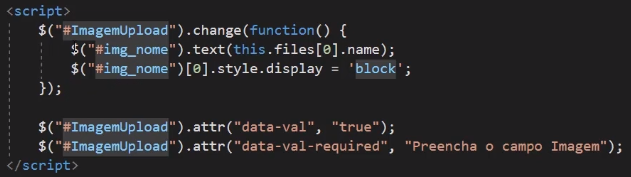 <script>
$("#ImagemUpload").change(function() {
$("#img_nome").text(this.files[0].name);
$("#img_nome")[0].style.display = 'block';
});
$("#ImagemUpload").attr("data-val", "true");
$("#ImagemUpload").attr("data-val-required", "Preencha o campo Imagem");
</script>